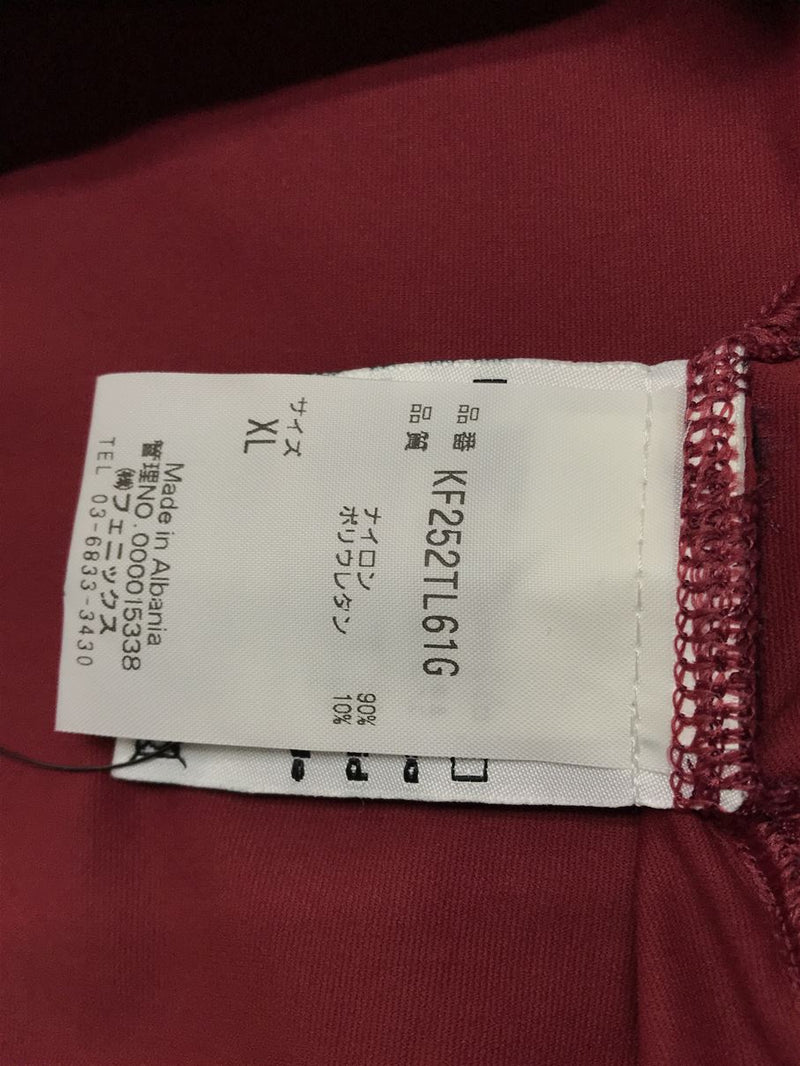 品番 KF252TL61G
品質
ナイロン 90%
ポリウレタン 10%
サイズ
XL
Made in Albania
管理NO.000015338
㈱フェニックス
TEL 03-6833-3430